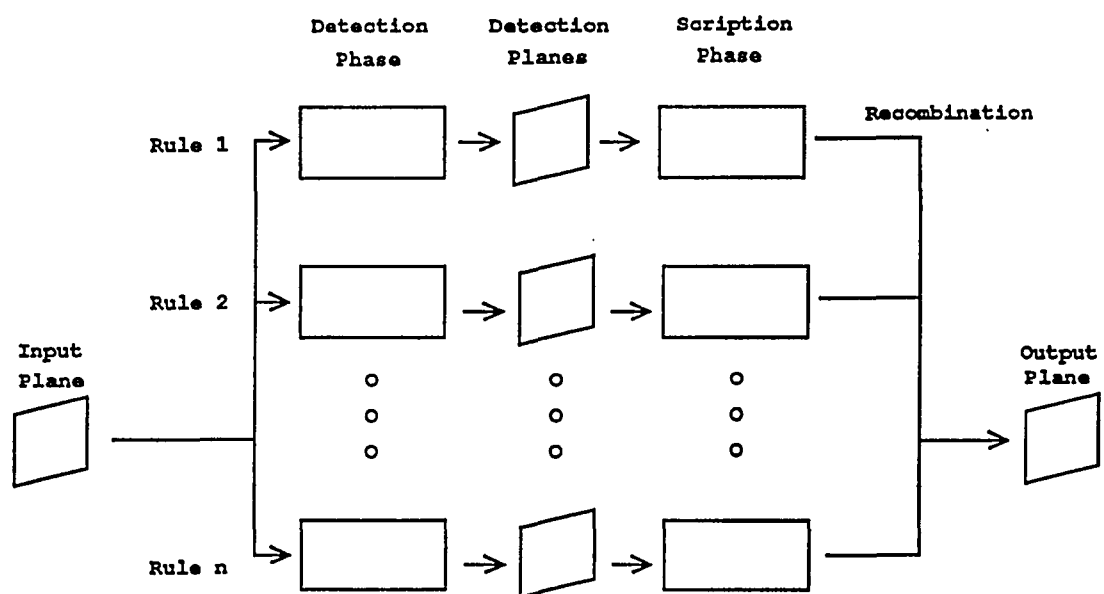 Detection
Phase
Detection
Planes
Scription
Phase
Recombination
Rule 1
Rule 2
Input
Plane
Output
Plane
Rule n